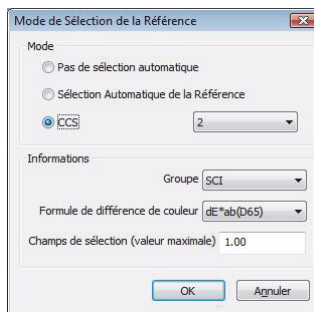 Mode de Sélection de la Référence
Mode
Pas de sélection automatique
Sélection Automatique de la Référence
CCS 2
Informations
Groupe SCI
Formule de différence de couleur dE*ab(D65)
Champs de sélection (valeur maximale) 1.00
OK Annuler